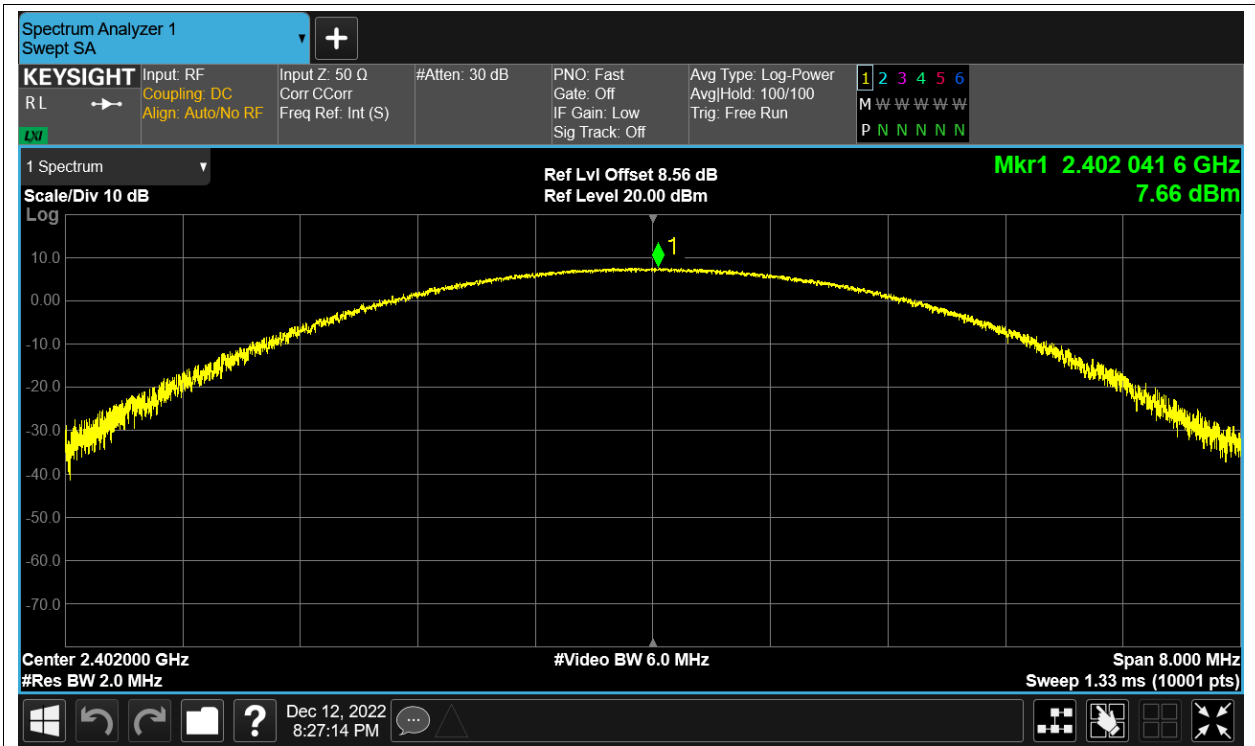 Spectrum Analyzer 1
Swept SA
+
KEYSIGHT
RL
LXI
Input: RF
Coupling: DC
Align: Auto/No RF
Input Z: 50 Ω
Corr CCorr
Freq Ref: Int (S)
#Atten: 30 dB
PNO: Fast
Gate: Off
IF Gain: Low
Sig Track: Off
Avg Type: Log-Power
Avg|Hold: 100/100
Trig: Free Run
1 2 3 4 5 6
M W W W W W
P N N N N N
1 Spectrum
Scale/Div 10 dB
Log
Ref Lvl Offset 8.56 dB
Ref Level 20.00 dBm
Mkr1 2.402 041 6 GHz
7.66 dBm
1
10.0
0.00
-10.0
-20.0
-30.0
-40.0
-50.0
-60.0
-70.0
Center 2.402000 GHz
#Video BW 6.0 MHz
Span 8.000 MHz
#Res BW 2.0 MHz
Sweep 1.33 ms (10001 pts)
?
Dec 12, 2022
8:27:14 PM